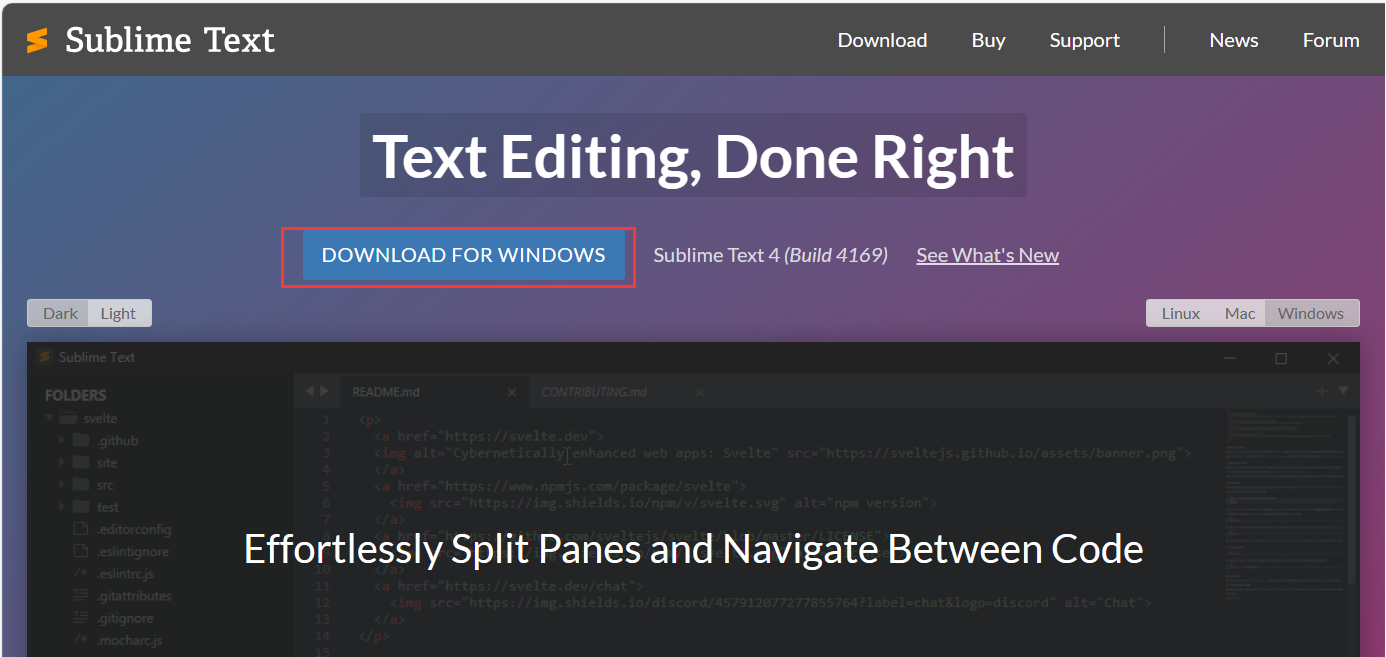 Sublime Text
Download Buy Support News Forum
Text Editing, Done Right
DOWNLOAD FOR WINDOWS Sublime Text 4 (Build 4169) See What's New
Dark Light
Linux Mac Windows
Sublime Text
FOLDERS
svelte
.github
site
src
test
.editorconfig
.eslintignore
.eslintrc.js
.gitattributes
.gitignore
.mocharc.js
README.md CONTRIBUTING.md
1 <p>
2 <a href="https://svelte.dev">
3 <img alt="Cybernetically enhanced web apps: Svelte" src="https://sveltejs.github.io/assets/banner.png">
4 </a>
5 <a href="https://www.npmjs.com/package/svelte">
6 <img src="https://img.shields.io/npm/v/svelte.svg" alt="npm version">
7 </a>
Effortlessly Split Panes and Navigate Between Code
10 </a>
11 <a href="https://svelte.dev/chat">
12 <img src="https://img.shields.io/discord/457912077277855764?label=chat&logo=discord" alt="Chat">
13 </a>
14 </p>
15